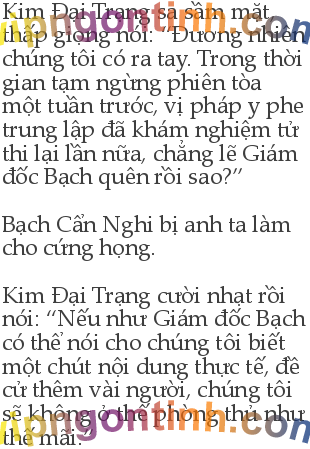 Kim Đại Trạng sa sầm mặt,
thấp giọng nói: “Đương nhiên
chúng tôi có ra tay. Trong thời
gian tạm ngừng phiên tòa
một tuần trước, vị pháp y phe
trung lập đã khám nghiệm tử
thi lại lần nữa, chẳng lẽ Giám
đốc Bạch quên rồi sao?”
Bạch Cẩn Nghi bị anh ta làm
cho cứng họng.
Kim Đại Trạng cười nhạt rồi
nói: “Nếu như Giám đốc Bạch
có thể nói cho chúng tôi biết
một chút nội dung thực tế, đề
cử thêm vài người, chúng tôi
sẽ không ở thế phòng thủ như
thế mãi.”